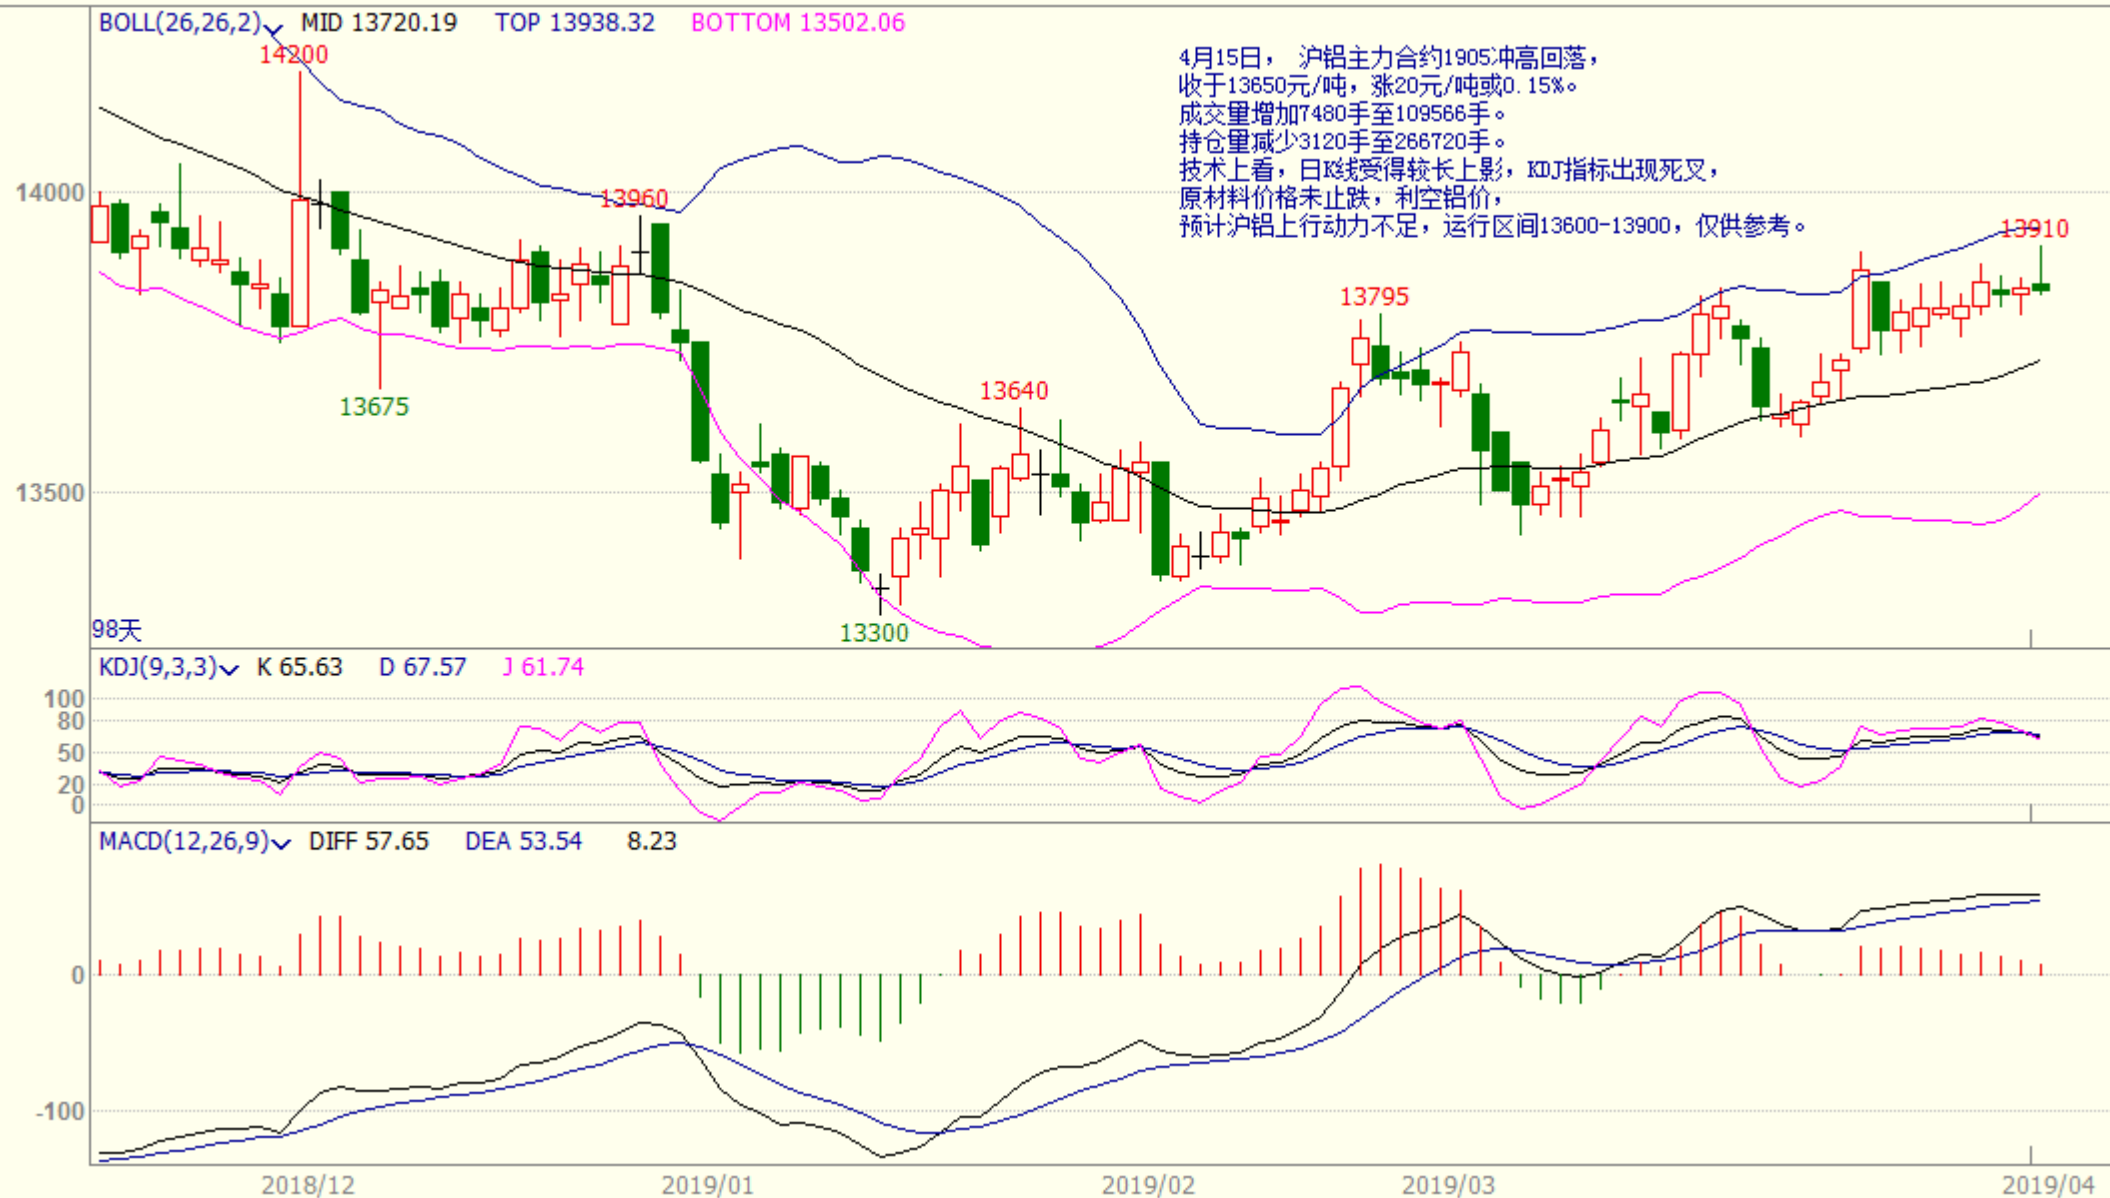 BOLL(26,26,2) MID 13720.19 TOP 13938.32 BOTTOM 13502.06
14200
4月15日， 沪铝主力合约1905冲高回落，
收于13650元/吨，涨20元/吨或0.15%。
成交量增加7480手至109566手。
持仓量减少3120手至266720手。
技术上看，日K线受得较长上影，KDJ指标出现死叉，
原材料价格未止跌，利空铝价，
预计沪铝上行动力不足，运行区间13600-13900，仅供参考。
14000
13960
13910
13795
13675
13640
13500
13300
98天
KDJ(9,3,3) K 65.63 D 67.57 J 61.74
100
80
50
20
0
MACD(12,26,9) DIFF 57.65 DEA 53.54 8.23
0
-100
2018/12 2019/01 2019/02 2019/03 2019/04